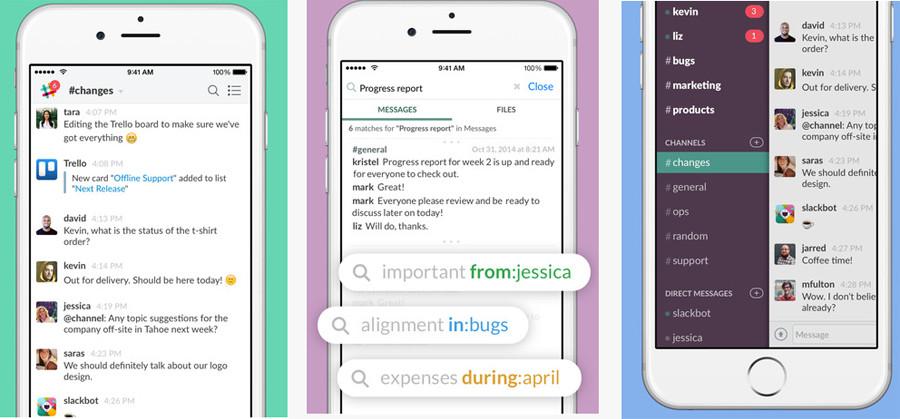 9:41 AM
100%
#changes
tara 4:07 PM
Editing the Trello board to make sure we've
got everything
Trello 4:08 PM
New card "Offline Support" added to list
"Next Release"
david 4:13 PM
Kevin, what is the status of the t-shirt
order?
kevin 4:14 PM
Out for delivery. Should be here today!
jessica 4:19 PM
@channel: Any topic suggestions for the
company off-site in Tahoe next week?
saras 4:23 PM
We should definitely talk about our logo
design.
slackbot 4:26 PM
9:41 AM
100%
Progress report
Close
MESSAGES
FILES
6 matches for "Progress report" in Messages
#general Oct 31, 2014 at 8:21 AM
kristel Progress report for week 2 is up and ready
for everyone to check out.
mark Great!
mark Everyone please review and be ready to
discuss later on today!
liz Will do, thanks.
important from:jessica
mark Great!
alignment in:bugs
expenses during:april
kevin 3
liz 1
#bugs
#marketing
#products
CHANNELS
#changes
#general
#ops
#random
#support
DIRECT MESSAGES
slackbot
jessica
david 4:13 PM
Kevin, what is the
order?
kevin 4:14 PM
Out for delivery. S
jessica 4:19 PM
@channel: Any top
company off-site i
saras 4:23 PM
We should definite
design.
slackbot 4:26 PM
jarred 4:27 PM
Coffee time!
mfulton 4:28 PM
Wow. I don't belie
already.
Message